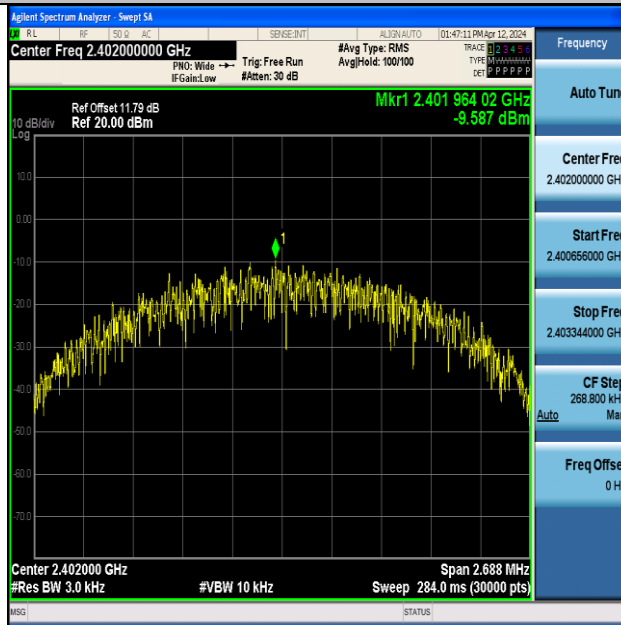 Agilent Spectrum Analyzer - Swept SA
RL RF 50 Ω AC SENSE:INT ALIGN AUTO 01:47:11 PM Apr 12, 2024
Center Freq 2.402000000 GHz
PNO: Wide
IFGain:Low
Trig: Free Run
#Atten: 30 dB
#Avg Type: RMS
Avg|Hold: 100/100
TRACE 1 2 3 4 5 6
TYPE M
DET P P P P P P
Ref Offset 11.79 dB
Ref 20.00 dBm
10 dB/div
Log
Mkr1 2.401 964 02 GHz
-9.587 dBm
10.0
0.00
-10.0
-20.0
-30.0
-40.0
-50.0
-60.0
-70.0
1
Center 2.402000 GHz
Span 2.688 MHz
#Res BW 3.0 kHz
#VBW 10 kHz
Sweep 284.0 ms (30000 pts)
MSG
STATUS
Frequency
Auto Tune
Center Freq
2.402000000 GH
Start Freq
2.400656000 GH
Stop Freq
2.403344000 GH
CF Step
268.800 kH
Auto Ma
Freq Offse
0 H